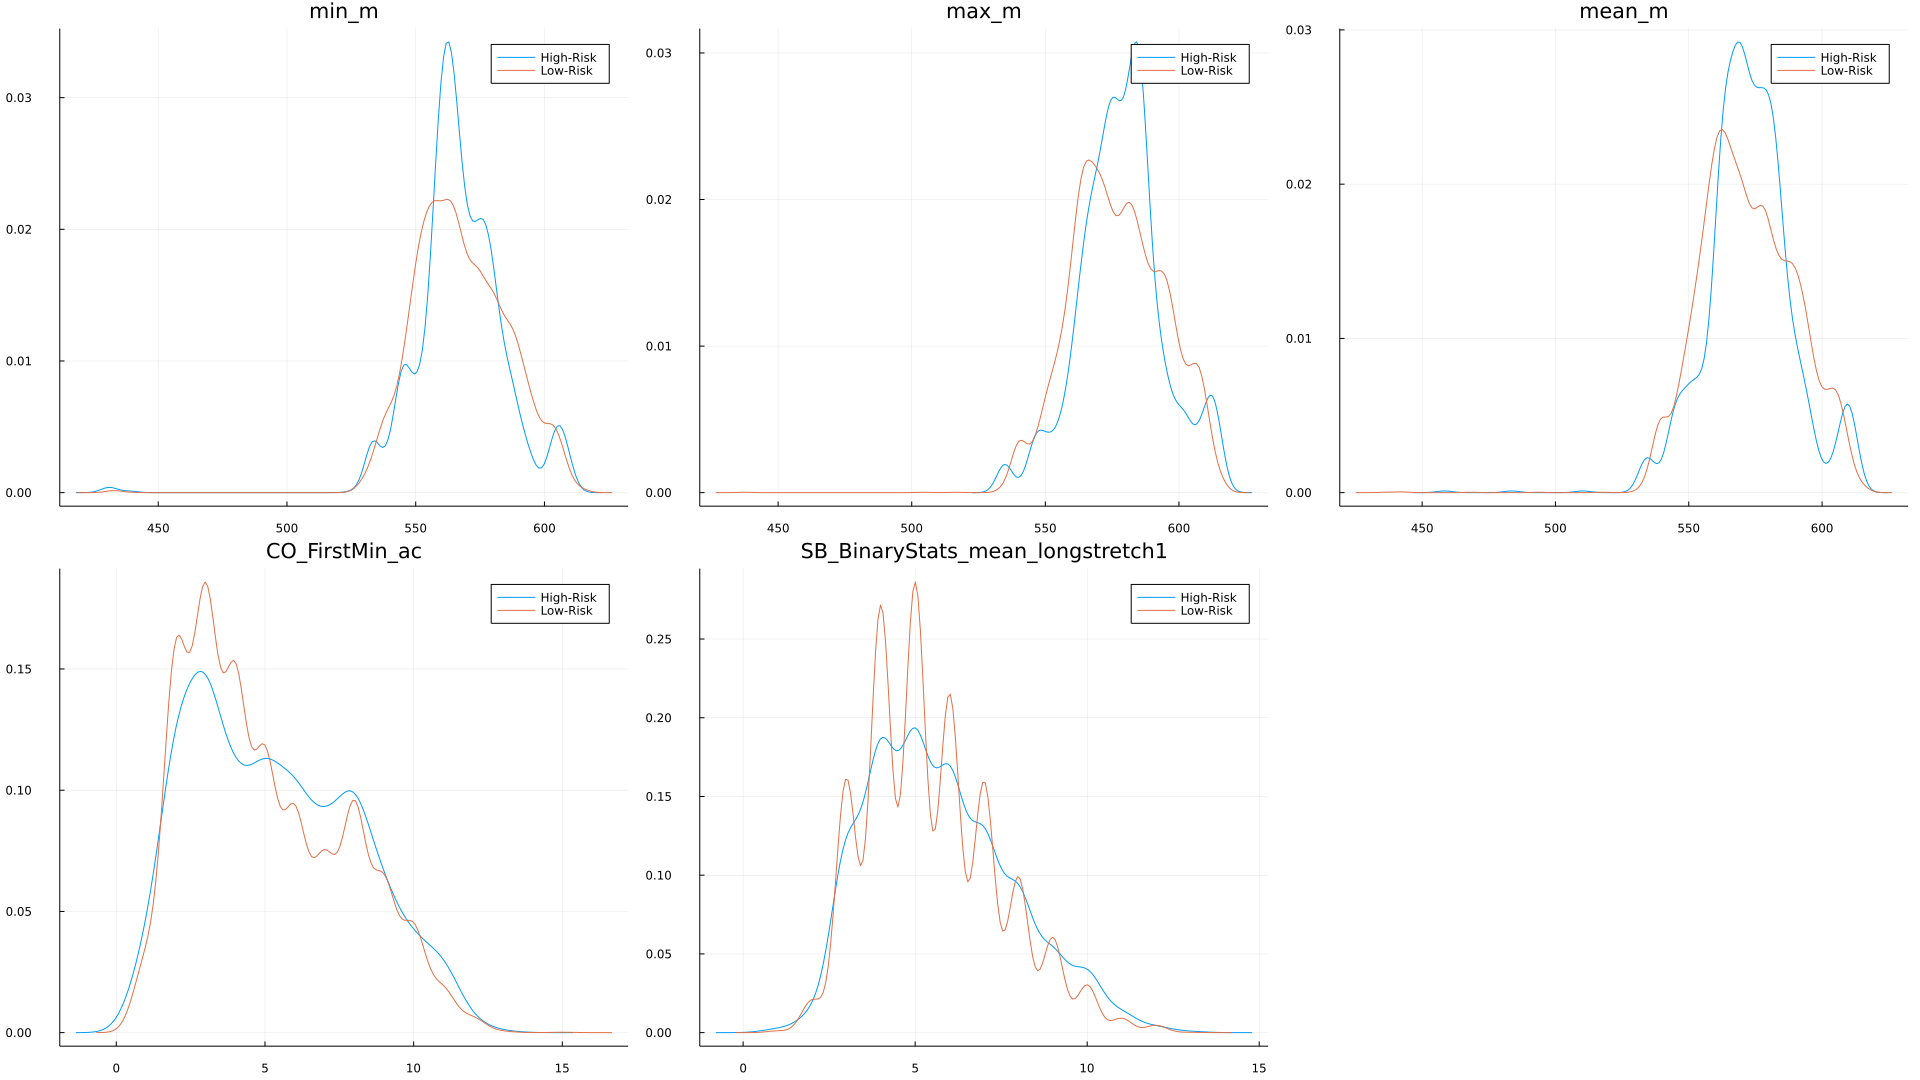 min_m
0.03
0.02
0.01
0.00
450 500 550 600
High-Risk
Low-Risk
max_m
0.03
0.02
0.01
0.00
450 500 550 600
High-Risk
Low-Risk
mean_m
0.03
0.02
0.01
0.00
450 500 550 600
High-Risk
Low-Risk
CO_FirstMin_ac
0.15
0.10
0.05
0.00
0 5 10 15
High-Risk
Low-Risk
SB_BinaryStats_mean_longstretch1
0.25
0.20
0.15
0.10
0.05
0.00
0 5 10 15
High-Risk
Low-Risk